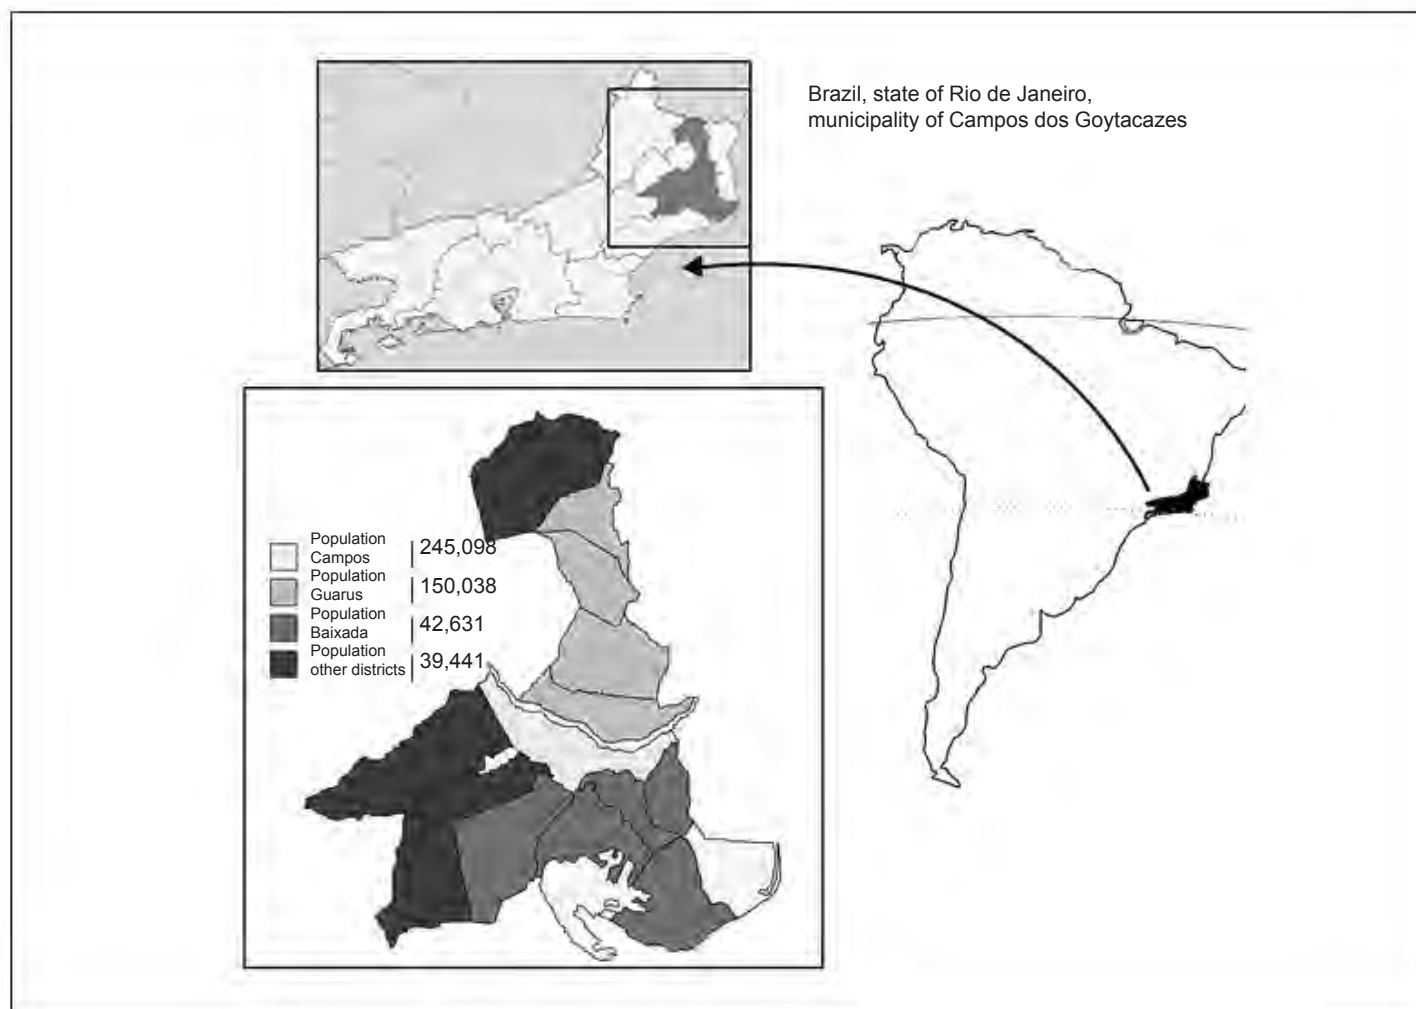 Brazil, state of Rio de Janeiro,
municipality of Campos dos Goytacazes
Population
Campos
245,098
Population
Guarus
150,038
Population
Baixada
42,631
Population
other districts
39,441